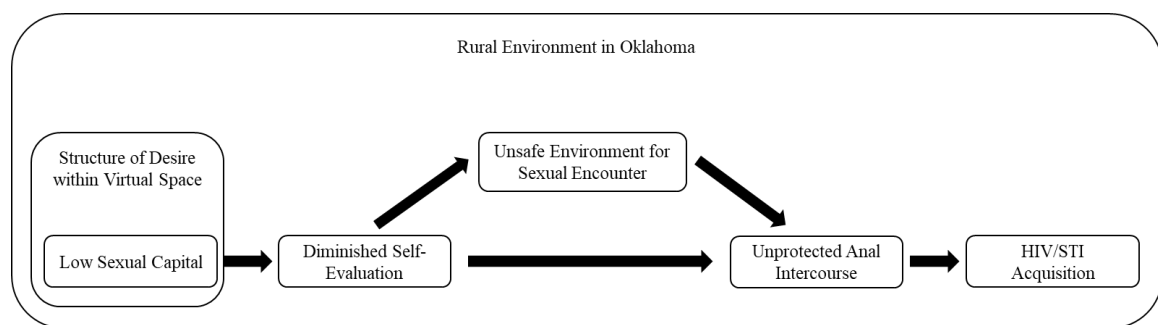 Rural Environment in Oklahoma
Structure of Desire
within Virtual Space
Low Sexual Capital
Diminished Self-
Evaluation
Unsafe Environment for
Sexual Encounter
Unprotected Anal
Intercourse
HIV/STI
Acquisition